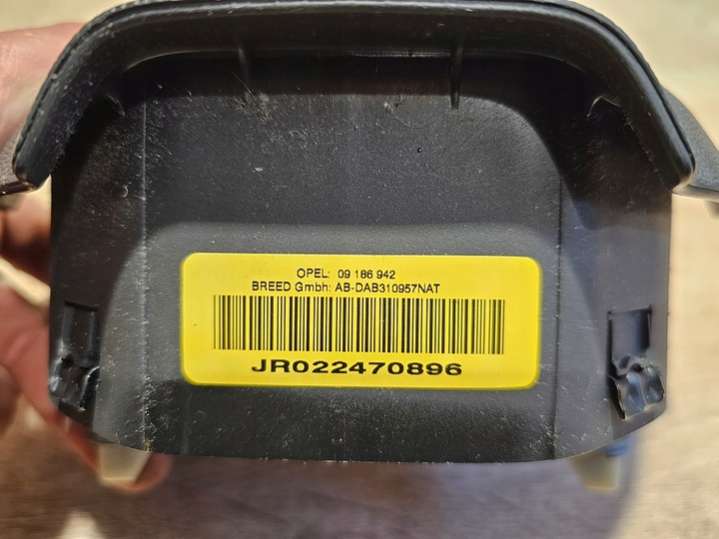 OPEL: 09 186 942
BREED Gmbh: AB-DAB310957NAT
JR022470896